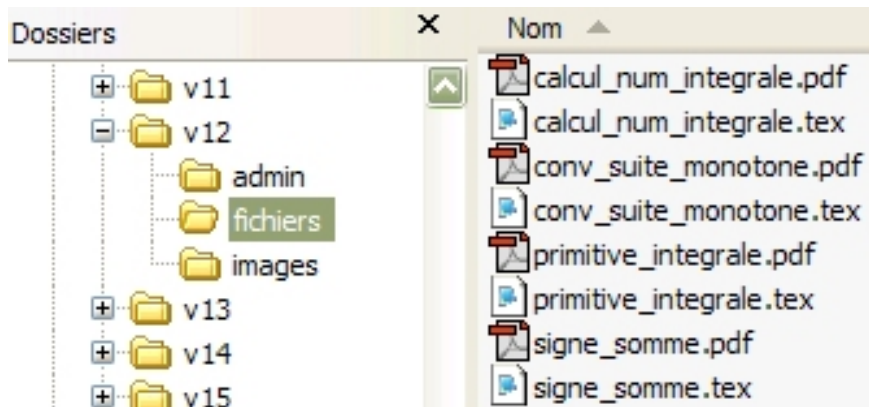 Dossiers
v11
v12
admin
fichiers
images
v13
v14
v15
Nom
calcul_num_integrale.pdf
calcul_num_integrale.tex
conv_suite_monotone.pdf
conv_suite_monotone.tex
primitive_integrale.pdf
primitive_integrale.tex
signe_somme.pdf
signe_somme.tex